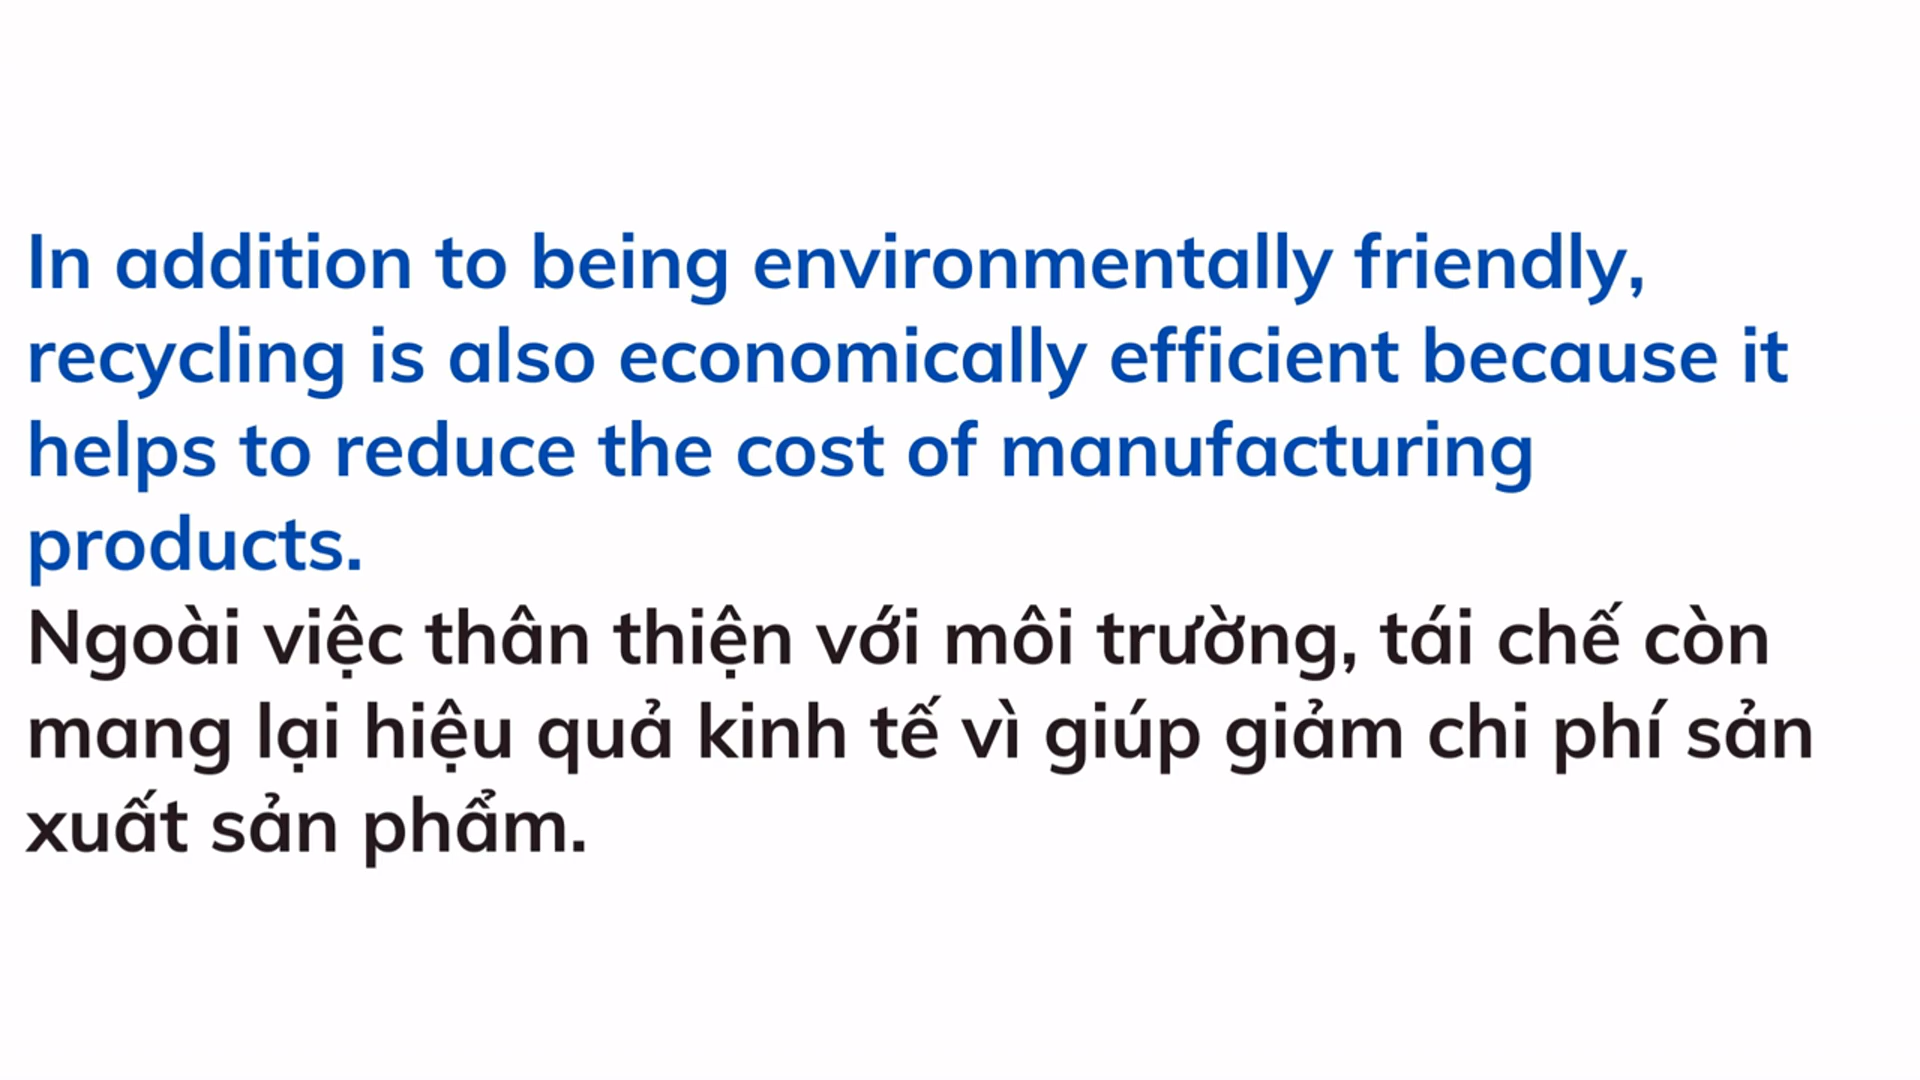 In addition to being environmentally friendly,
recycling is also economically efficient because it
helps to reduce the cost of manufacturing
products.
Ngoài việc thân thiện với môi trường, tái chế còn
mang lại hiệu quả kinh tế vì giúp giảm chi phí sản
xuất sản phẩm.